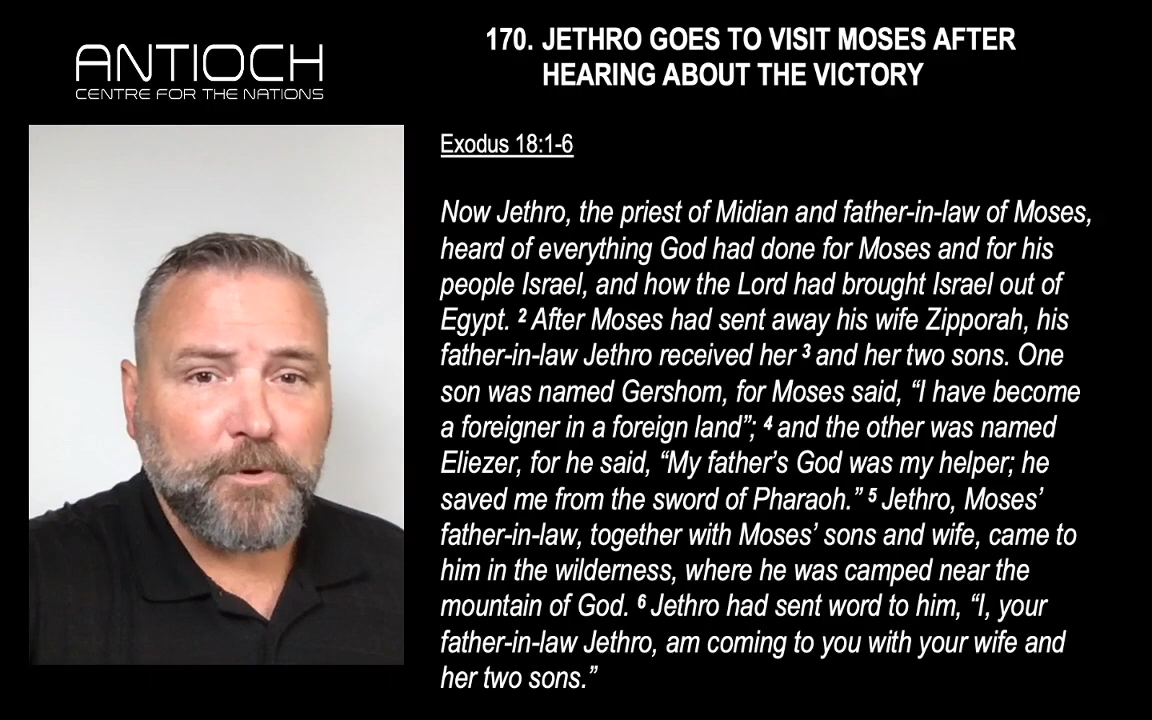 ANTIOCH
CENTRE FOR THE NATIONS
170. JETHRO GOES TO VISIT MOSES AFTER
HEARING ABOUT THE VICTORY
Exodus 18:1-6
Now Jethro, the priest of Midian and father-in-law of Moses,
heard of everything God had done for Moses and for his
people Israel, and how the Lord had brought Israel out of
Egypt. ² After Moses had sent away his wife Zipporah, his
father-in-law Jethro received her ³ and her two sons. One
son was named Gershom, for Moses said, “I have become
a foreigner in a foreign land”; ⁴ and the other was named
Eliezer, for he said, “My father’s God was my helper; he
saved me from the sword of Pharaoh.” ⁵ Jethro, Moses’
father-in-law, together with Moses’ sons and wife, came to
him in the wilderness, where he was camped near the
mountain of God. ⁶ Jethro had sent word to him, “I, your
father-in-law Jethro, am coming to you with your wife and
her two sons.”